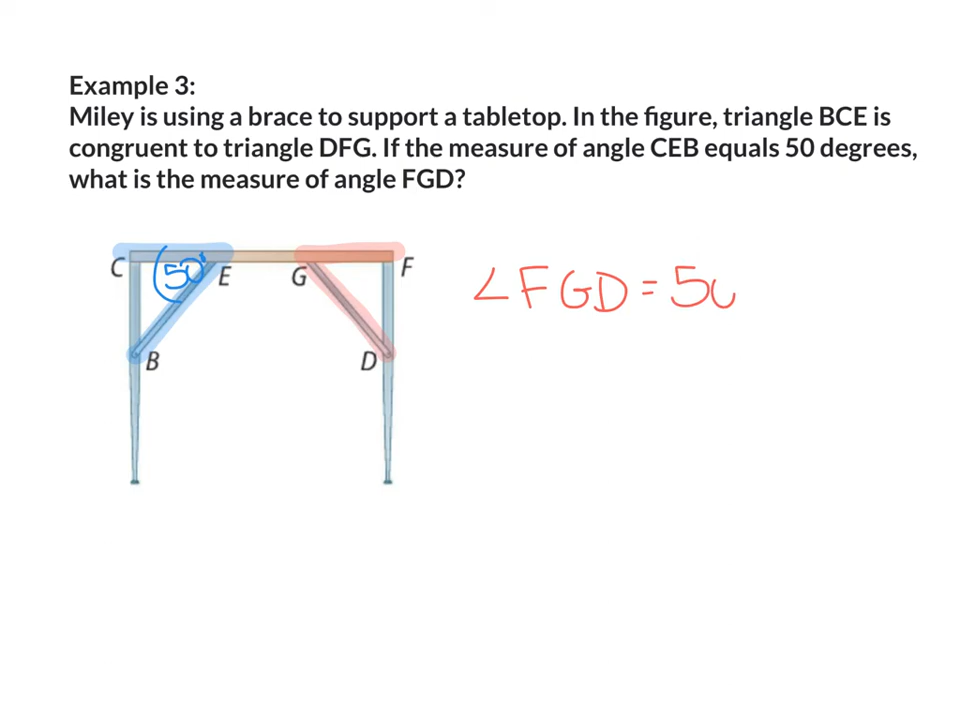 Example 3:
Miley is using a brace to support a tabletop. In the figure, triangle BCE is
congruent to triangle DFG. If the measure of angle CEB equals 50 degrees,
what is the measure of angle FGD?
C 50° E G F
∠FGD = 50
B D